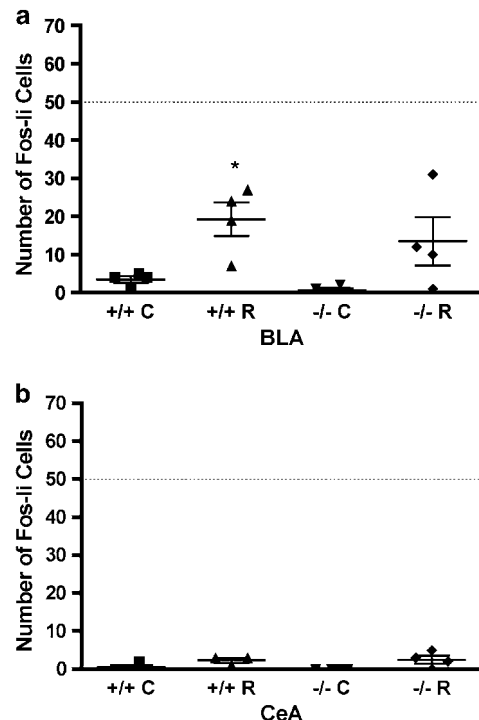 a
Number of Fos-li Cells
70
60
50
40
30
20
10
0
*
+/+ C +/+ R -/- C -/- R
BLA
b
Number of Fos-li Cells
70
60
50
40
30
20
10
0
+/+ C +/+ R -/- C -/- R
CeA